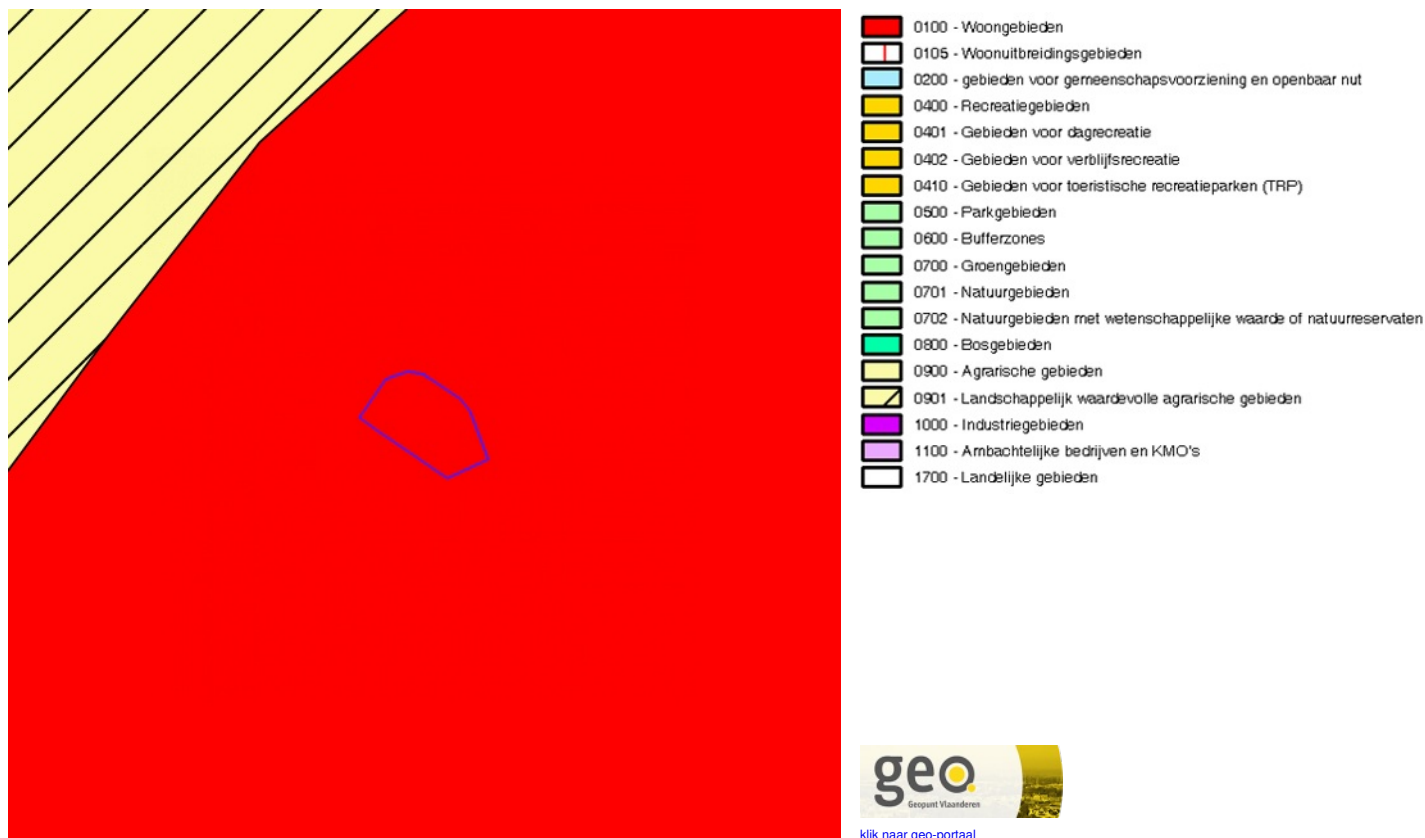 0100 - Woongebieden
0105 - Woonuitbreidingsgebieden
0200 - gebieden voor gemeenschapsvoorziening en openbaar nut
0400 - Recreatiegebieden
0401 - Gebieden voor dagrecreatie
0402 - Gebieden voor verblijfsrecreatie
0410 - Gebieden voor toeristische recreatieparken (TRP)
0500 - Parkgebieden
0600 - Bufferzones
0700 - Groengebieden
0701 - Natuurgebieden
0702 - Natuurgebieden met wetenschappelijke waarde of natuurreservaten
0800 - Bosgebieden
0900 - Agrarische gebieden
0901 - Landschappelijk waardevolle agrarische gebieden
1000 - Industriegebieden
1100 - Ambachtelijke bedrijven en KMO's
1700 - Landelijke gebieden
geo
Geopunt Vlaanderen
klik naar geo-portaal